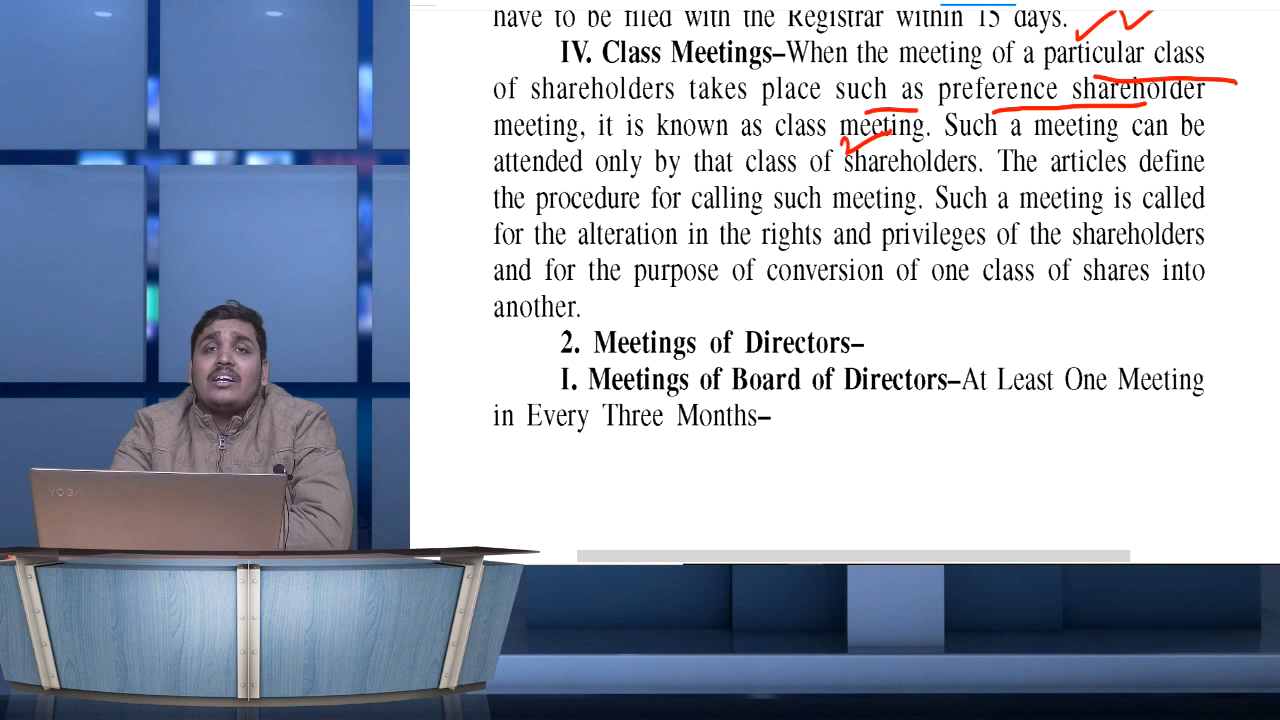 have to be filed with the Registrar within 15 days.
IV. Class Meetings–When the meeting of a particular class
of shareholders takes place such as preference shareholder
meeting, it is known as class meeting. Such a meeting can be
attended only by that class of shareholders. The articles define
the procedure for calling such meeting. Such a meeting is called
for the alteration in the rights and privileges of the shareholders
and for the purpose of conversion of one class of shares into
another.
2. Meetings of Directors–
I. Meetings of Board of Directors–At Least One Meeting
in Every Three Months–
YOGA